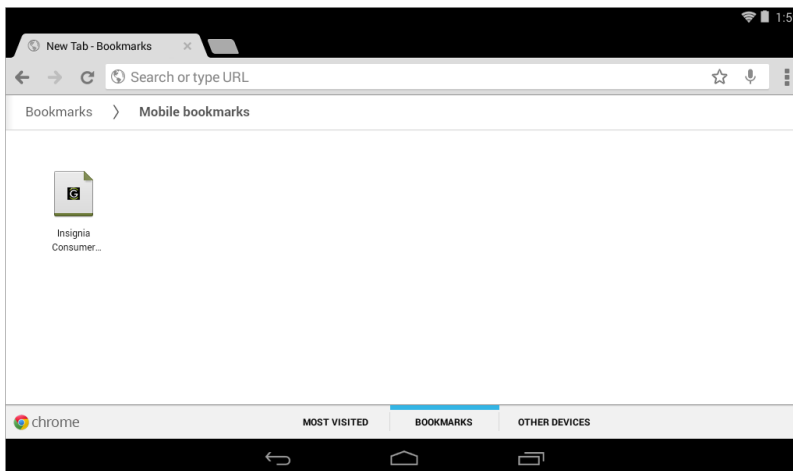 1:5
New Tab - Bookmarks
Search or type URL
Bookmarks
Mobile bookmarks
G
Insignia
Consumer...
chrome
MOST VISITED
BOOKMARKS
OTHER DEVICES